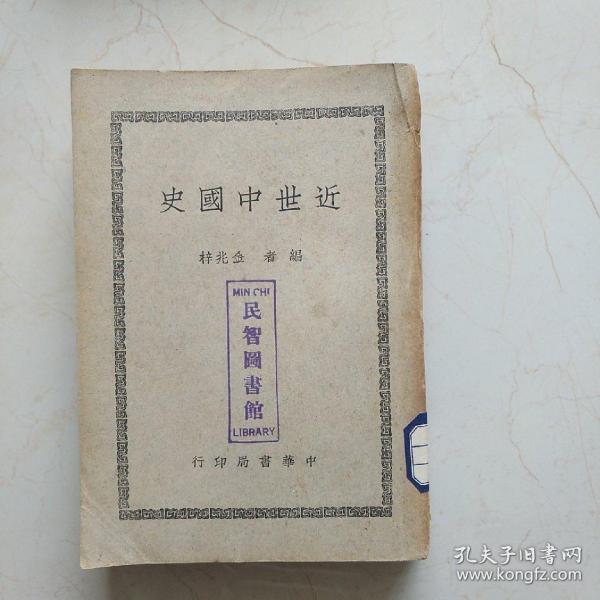 近世中國史
編者 金兆梓
MIN CHI
民智圖書館
LIBRARY
中華書局印行
孔夫子旧书网
www.kongfz.com